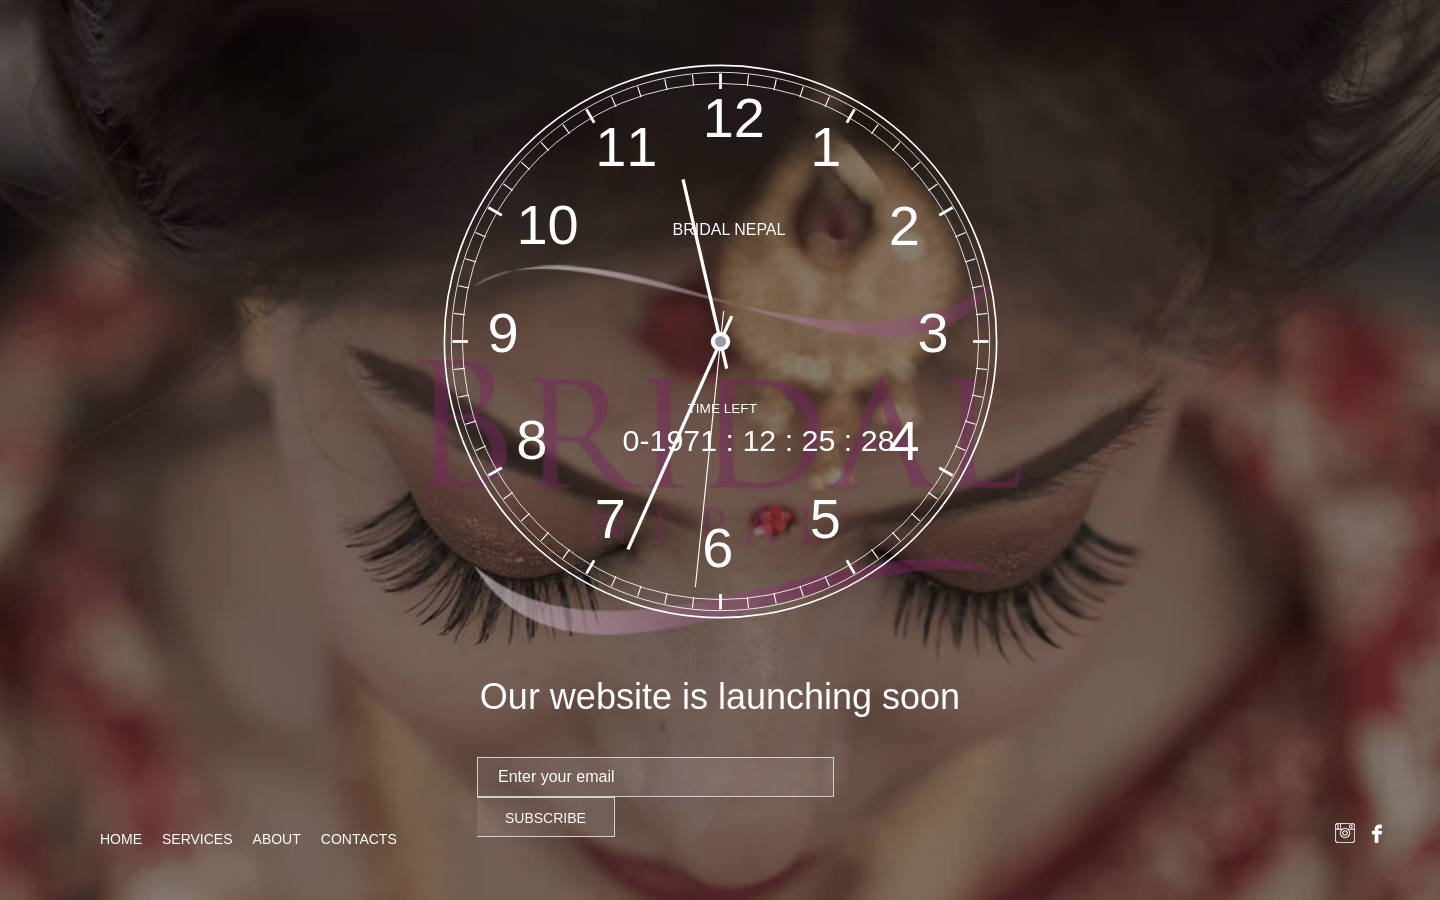 12
11
1
10
BRIDAL NEPAL
2
9
3
BRIDAL
TIME LEFT
8
0-1971 : 12 : 25 : 28
4
7
NEPAL
5
6
Our website is launching soon
Enter your email
SUBSCRIBE
HOME SERVICES ABOUT CONTACTS